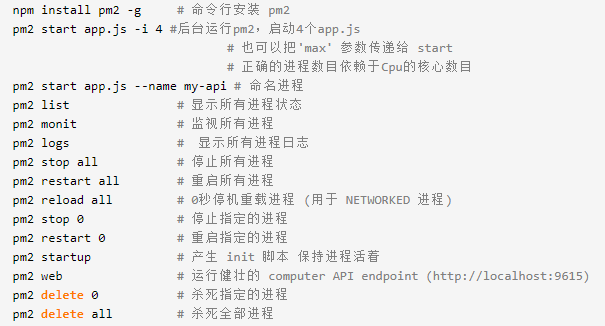 npm install pm2 -g     # 命令行安装 pm2
pm2 start app.js -i 4 #后台运行pm2，启动4个app.js
# 也可以把'max' 参数传递给 start
# 正确的进程数目依赖于Cpu的核心数目
pm2 start app.js --name my-api # 命名进程
pm2 list               # 显示所有进程状态
pm2 monit              # 监视所有进程
pm2 logs               #  显示所有进程日志
pm2 stop all           # 停止所有进程
pm2 restart all        # 重启所有进程
pm2 reload all         # 0秒停机重载进程 (用于 NETWORKED 进程)
pm2 stop 0             # 停止指定的进程
pm2 restart 0          # 重启指定的进程
pm2 startup            # 产生 init 脚本 保持进程活着
pm2 web                # 运行健壮的 computer API endpoint (http://localhost:9615)
pm2 delete 0           # 杀死指定的进程
pm2 delete all         # 杀死全部进程